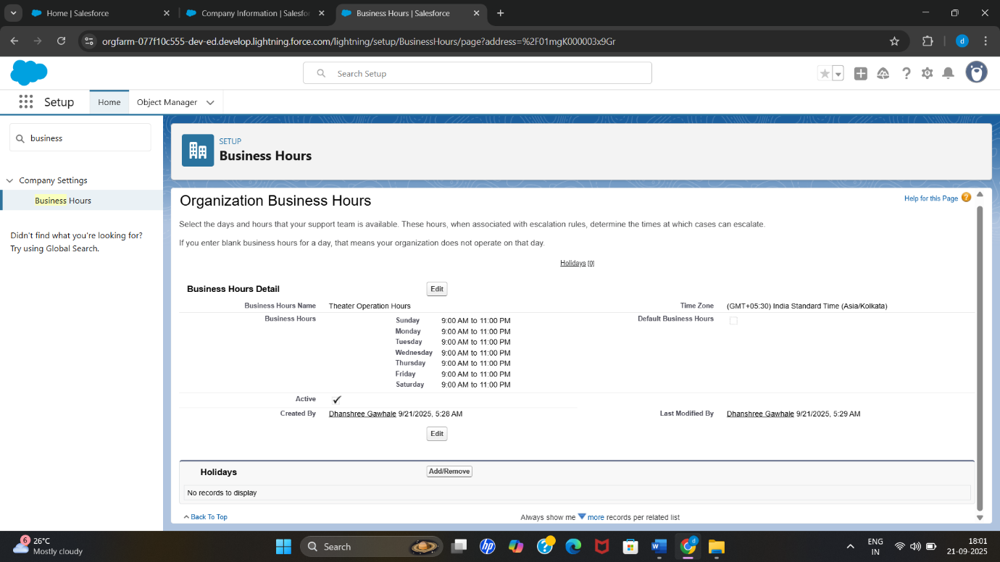 Home | Salesforce
Company Information | Salesfo
Business Hours | Salesforce
orgfarm-077f10c555-dev-ed.develop.lightning.force.com/lightning/setup/BusinessHours/page?address=%2F01mgK000003x9Gr
d
Search Setup
Setup
Home
Object Manager
business
Company Settings
Business Hours
Didn't find what you're looking for?
Try using Global Search.
SETUP
Business Hours
Organization Business Hours
Help for this Page
Select the days and hours that your support team is available. These hours, when associated with escalation rules, determine the times at which cases can escalate.
If you enter blank business hours for a day, that means your organization does not operate on that day.
Holidays [0]
Business Hours Detail
Edit
Business Hours Name Theater Operation Hours Time Zone (GMT+05:30) India Standard Time (Asia/Kolkata)
Business Hours Sunday 9:00 AM to 11:00 PM Default Business Hours
Monday 9:00 AM to 11:00 PM
Tuesday 9:00 AM to 11:00 PM
Wednesday 9:00 AM to 11:00 PM
Thursday 9:00 AM to 11:00 PM
Friday 9:00 AM to 11:00 PM
Saturday 9:00 AM to 11:00 PM
Active
Created By Dhanshree Gawhale 9/21/2025, 5:28 AM Last Modified By Dhanshree Gawhale 9/21/2025, 5:29 AM
Edit
Holidays
Add/Remove
No records to display
Back To Top
Always show me more records per related list
6
26°C
Mostly cloudy
Search
ENG
IN
18:01
21-09-2025